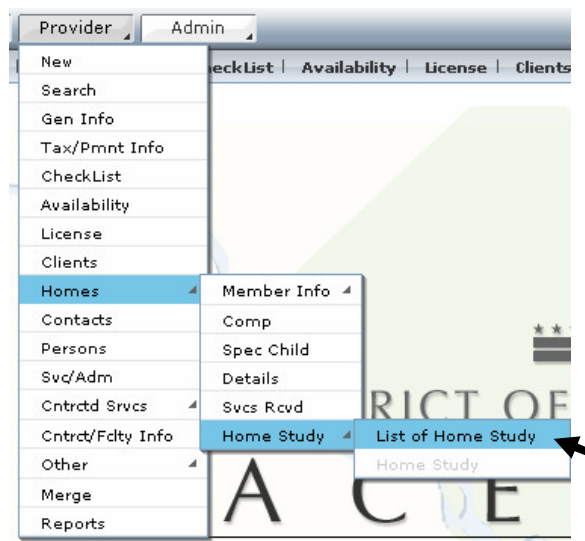 Provider Admin
New
eckList | Availability | License | Clients
Search
Gen Info
Tax/Pmnt Info
CheckList
Availability
License
Clients
Homes
Contacts
Persons
Svc/Adm
Cntrctd Srvcs
Cntrct/Fclty Info
Other
Merge
Reports
Member Info
Comp
Spec Child
Details
Svcs Rcvd
Home Study
List of Home Study
Home Study
RICT OF
A C E